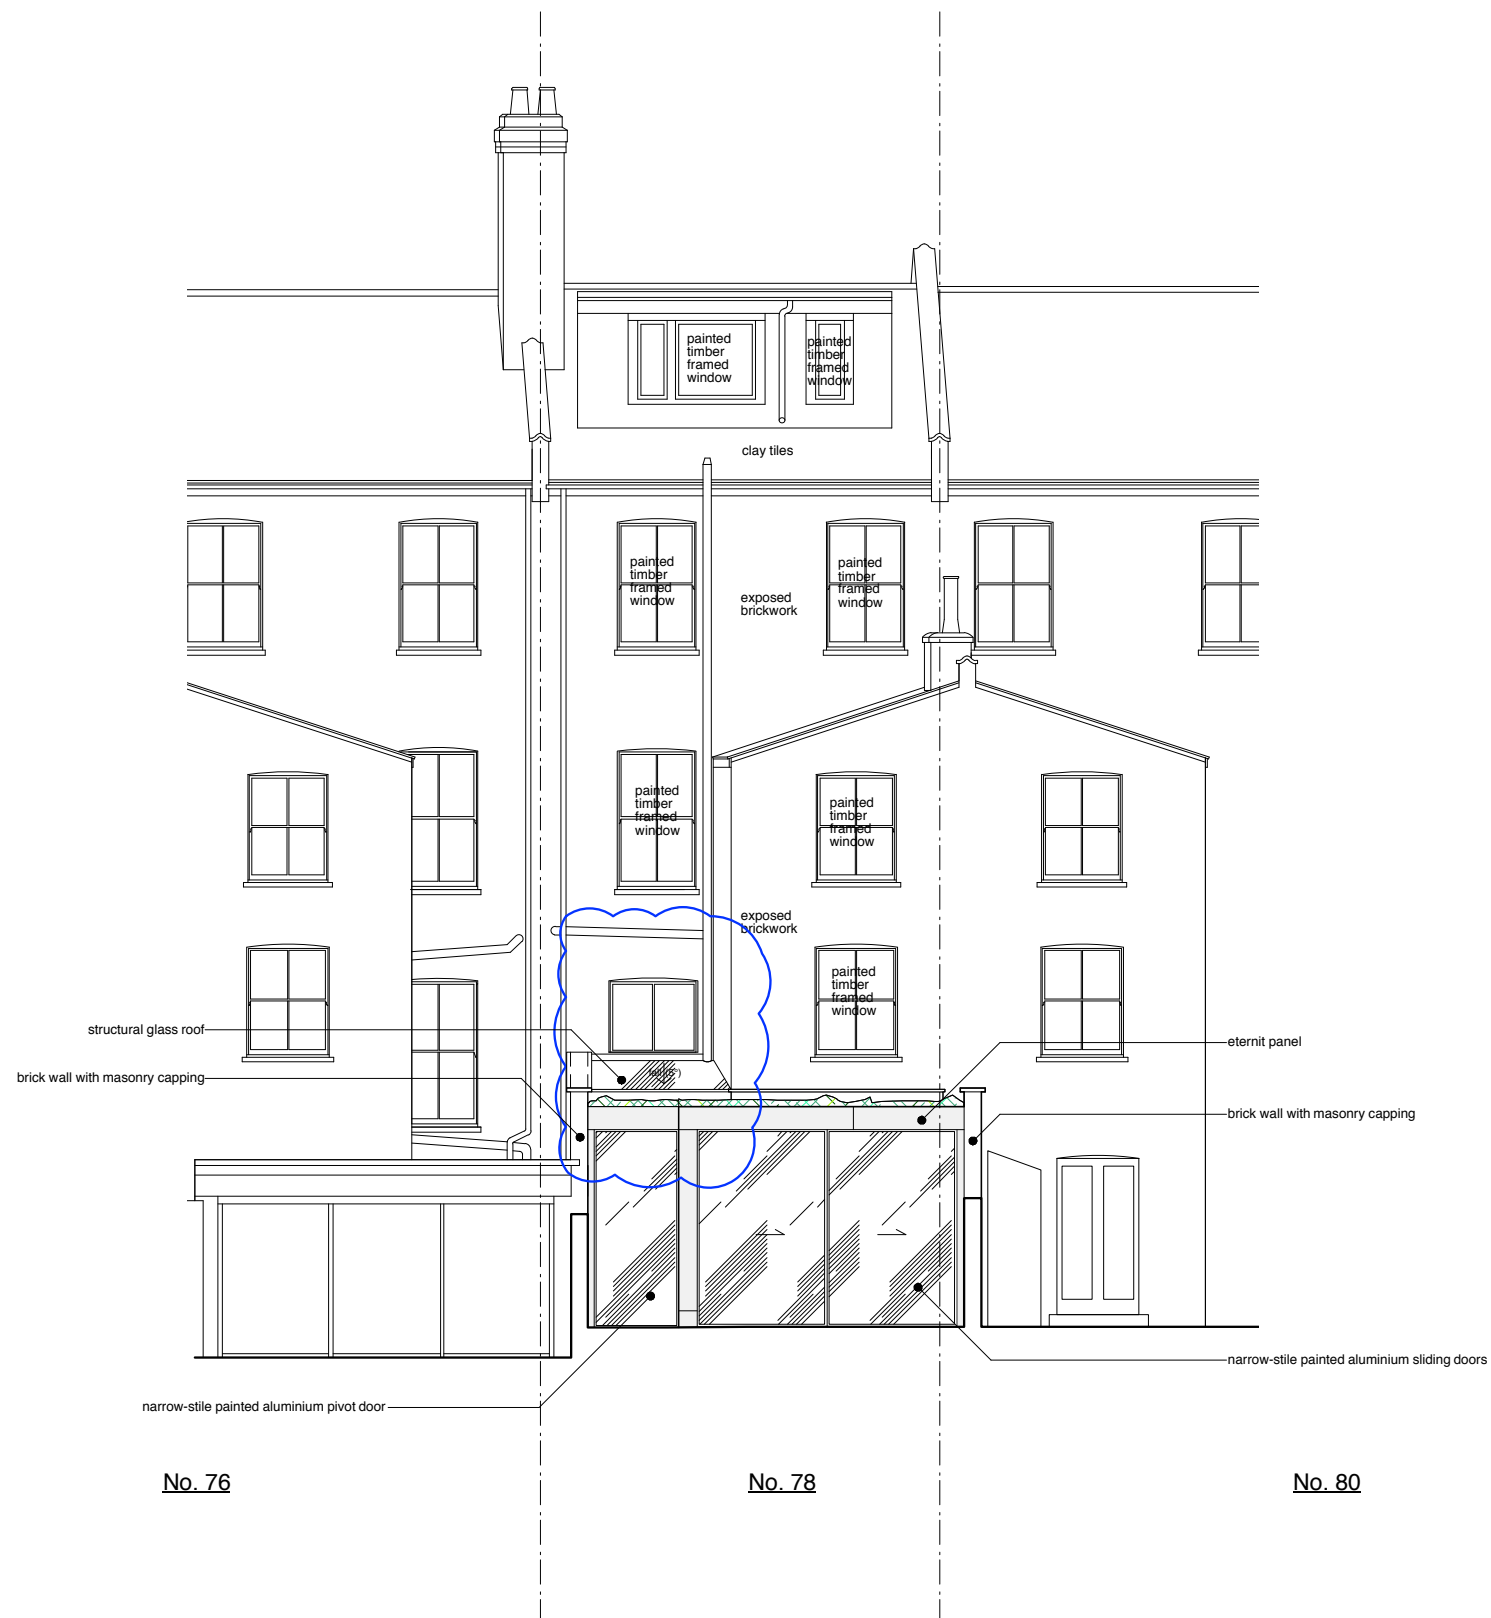 painted
timber
framed
window
painted
timber
framed
window
clay tiles
painted
timber
framed
window
exposed
brickwork
painted
timber
framed
window
painted
timber
framed
window
painted
timber
framed
window
exposed
brickwork
painted
timber
framed
window
structural glass roof
eternit panel
brick wall with masonry capping
brick wall with masonry capping
narrow-stile painted aluminium sliding doors
narrow-stile painted aluminium pivot door
No. 76
No. 78
No. 80